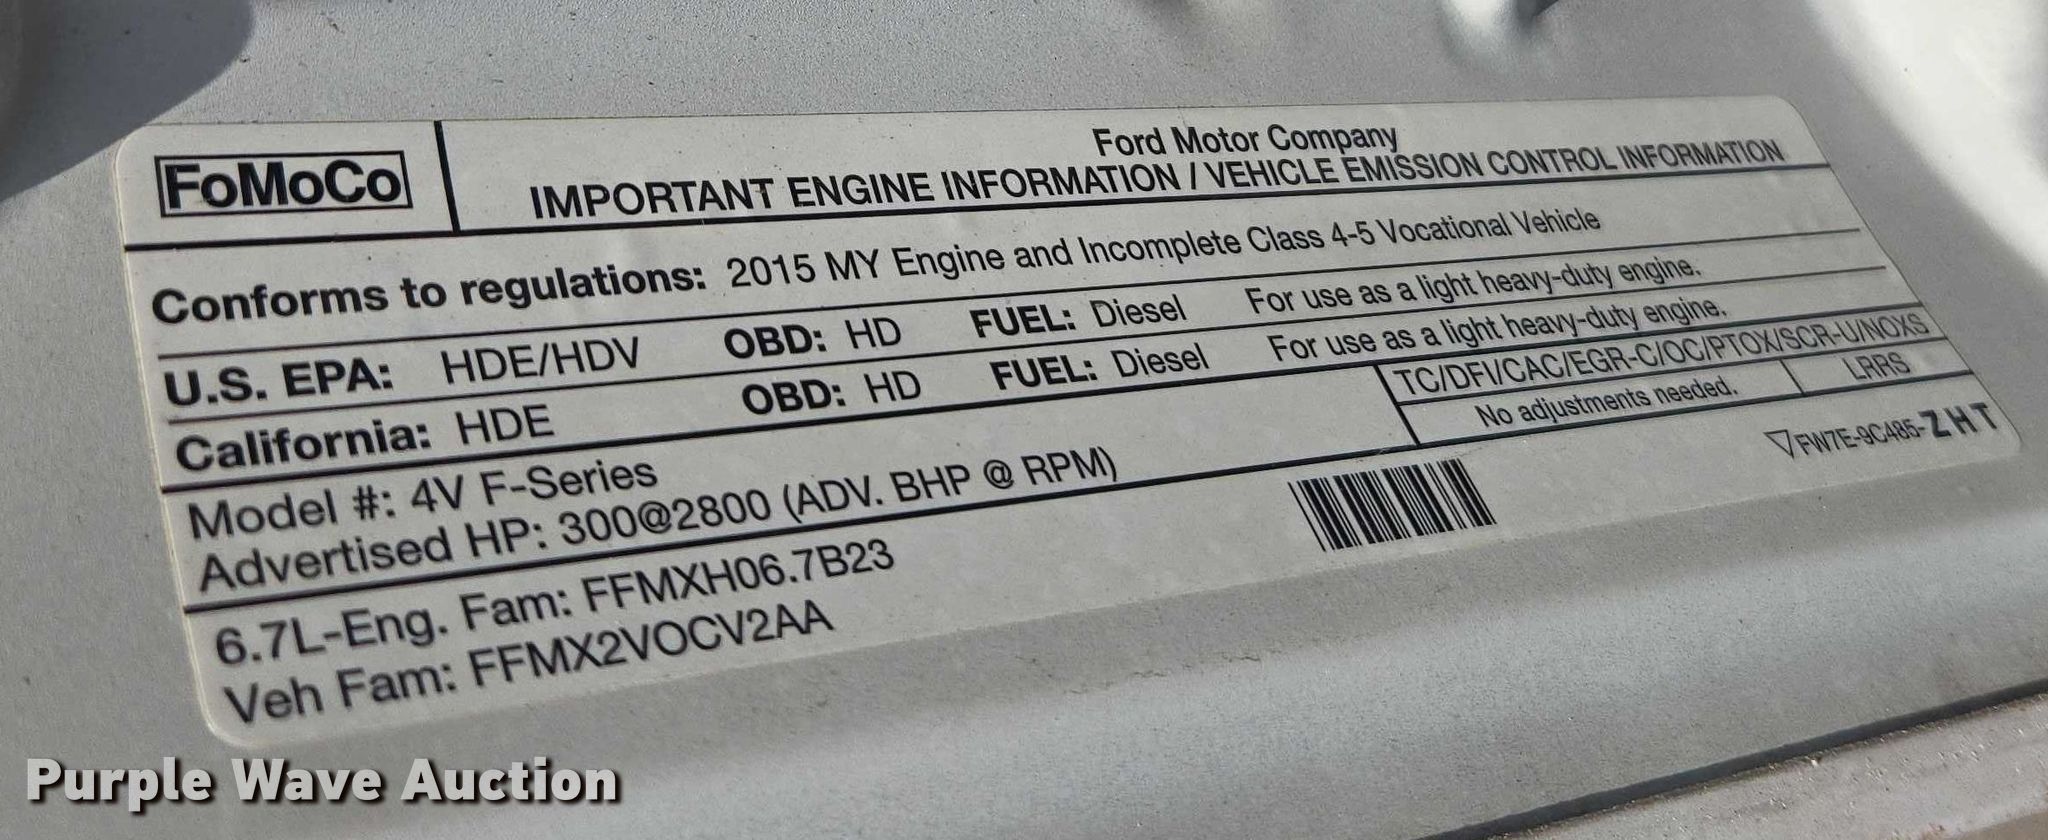 FoMoCo
Ford Motor Company
IMPORTANT ENGINE INFORMATION / VEHICLE EMISSION CONTROL INFORMATION
Conforms to regulations: 2015 MY Engine and Incomplete Class 4-5 Vocational Vehicle
U.S. EPA: HDE/HDV OBD: HD FUEL: Diesel For use as a light heavy-duty engine.
California: HDE OBD: HD FUEL: Diesel For use as a light heavy-duty engine.
Model #: 4V F-Series
Advertised HP: 300@2800 (ADV. BHP @ RPM)
TC/DFI/CAC/EGR-C/OC/PTOX/SCR-U/NOXS
No adjustments needed. LRRS
6.7L-Eng. Fam: FFMXH06.7B23
Veh Fam: FFMX2VOCV2AA
FW7E-9C485-ZHT
Purple Wave Auction